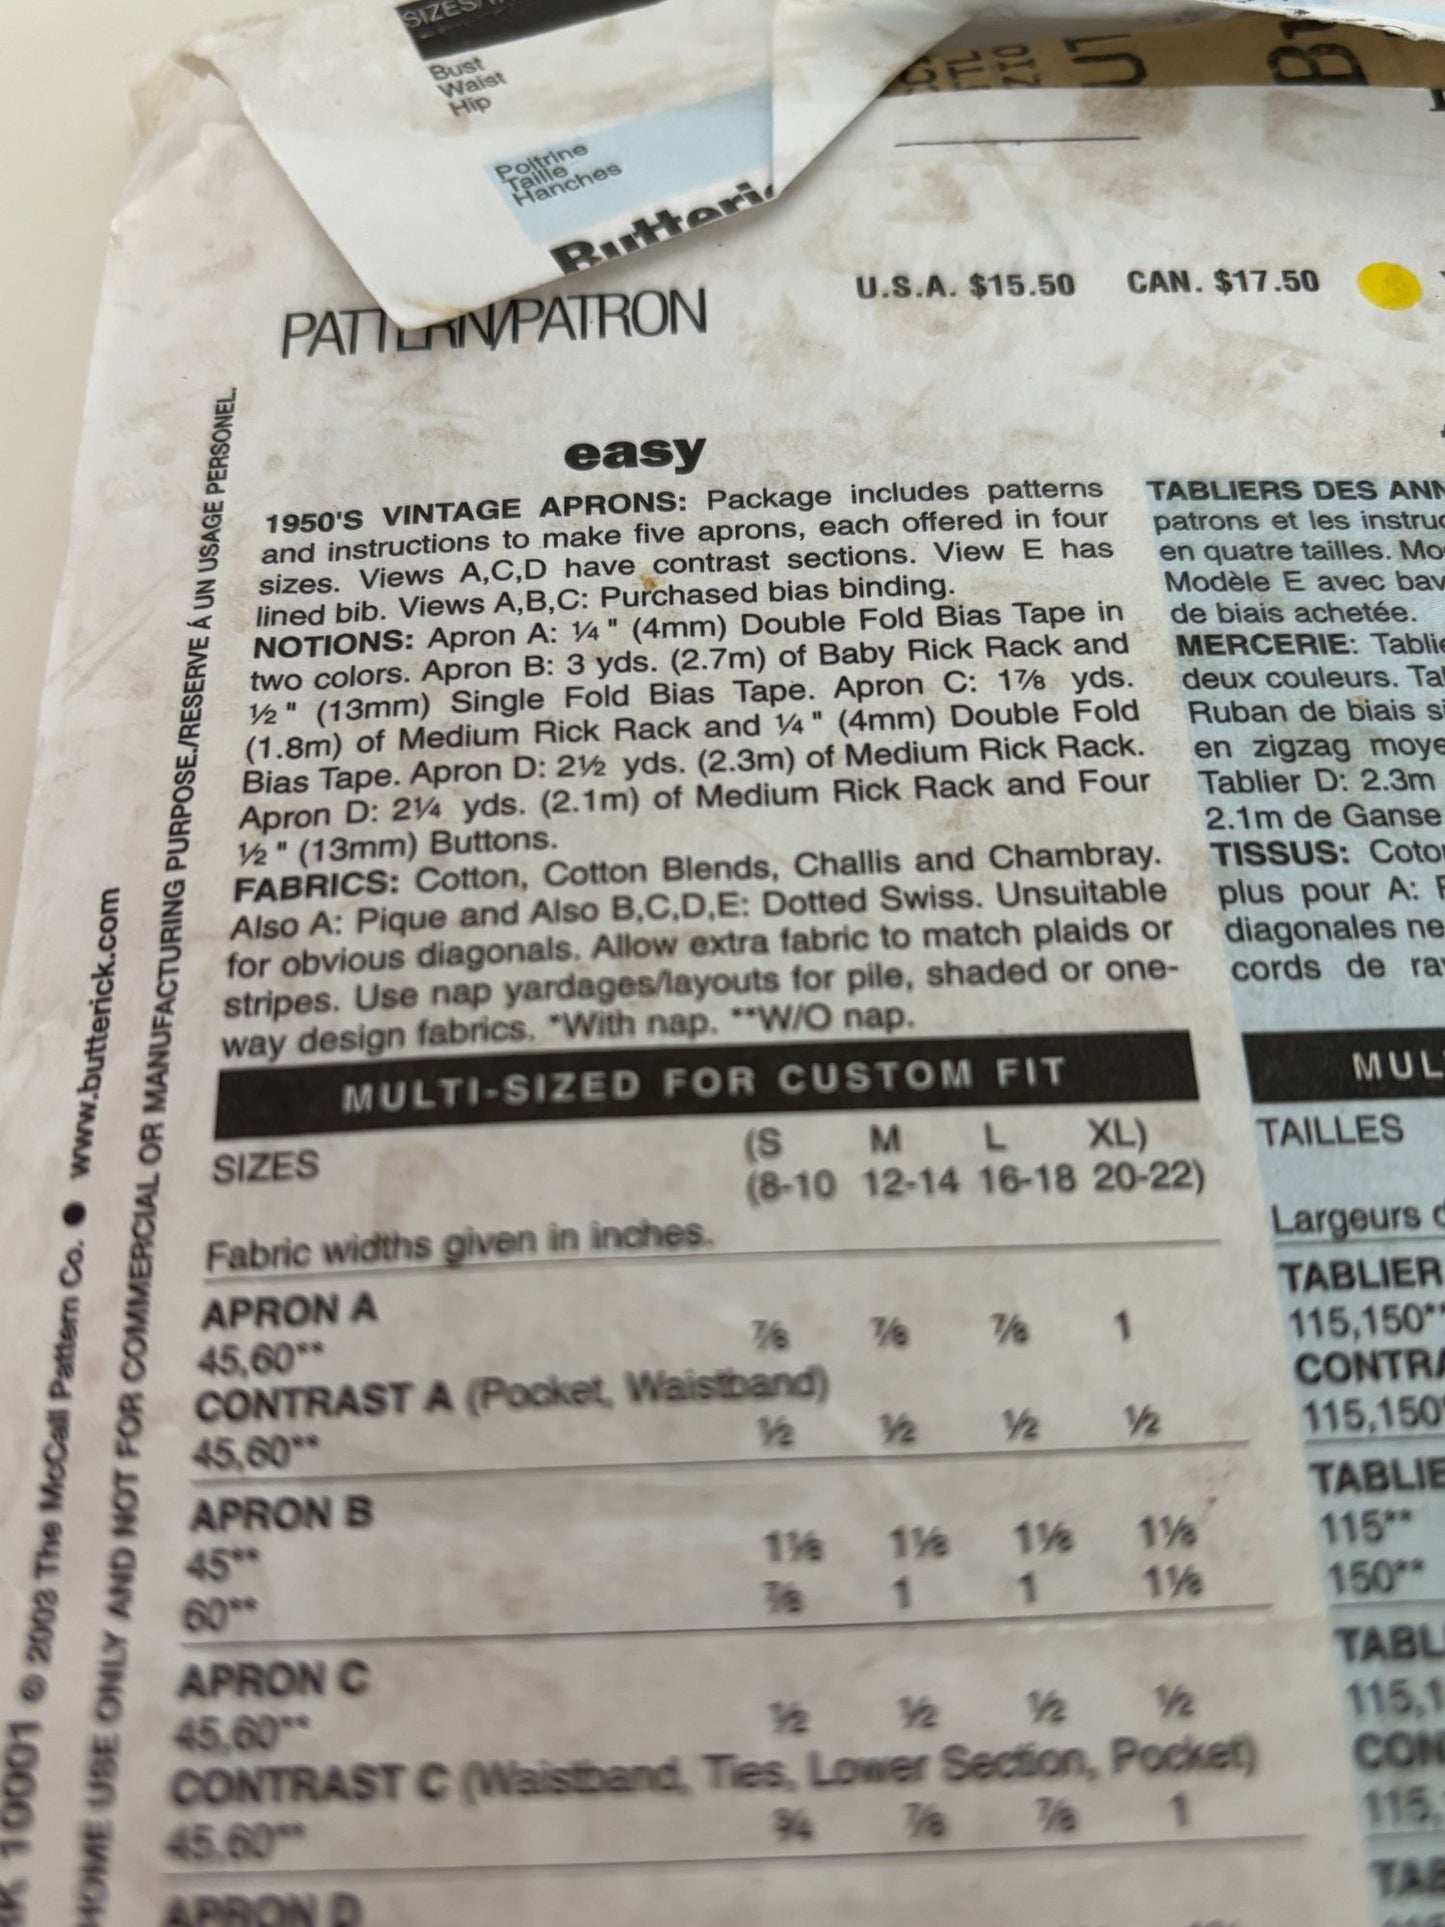 SIZES/
Bust
Waist
Hip
Poitrine
Taille
Hanches
Butteric
PATTERN/PATRON
U.S.A. $15.50 CAN. $17.50
easy
1950'S VINTAGE APRONS: Package includes patterns
and instructions to make five aprons, each offered in four
sizes. Views A,C,D have contrast sections. View E has
lined bib. Views A,B,C: Purchased bias binding.
NOTIONS: Apron A: ¼" (4mm) Double Fold Bias Tape in
two colors. Apron B: 3 yds. (2.7m) of Baby Rick Rack and
½" (13mm) Single Fold Bias Tape. Apron C: 1⅞ yds.
(1.8m) of Medium Rick Rack and ¼" (4mm) Double Fold
Bias Tape. Apron D: 2½ yds. (2.3m) of Medium Rick Rack.
Apron D: 2¼ yds. (2.1m) of Medium Rick Rack and Four
½" (13mm) Buttons.
FABRICS: Cotton, Cotton Blends, Challis and Chambray.
Also A: Pique and Also B,C,D,E: Dotted Swiss. Unsuitable
for obvious diagonals. Allow extra fabric to match plaids or
stripes. Use nap yardages/layouts for pile, shaded or one-
way design fabrics. *With nap. **W/O nap.
MULTI-SIZED FOR CUSTOM FIT
SIZES (S M L XL)
(8-10 12-14 16-18 20-22)
Fabric widths given in inches.
APRON A
45,60** ⅞ ⅞ ⅞ 1
CONTRAST A (Pocket, Waistband)
45,60** ½ ½ ½ ½
APRON B
45** 1⅛ 1⅛ 1⅛ 1⅛
60** ⅞ 1 1 1⅛
APRON C
45,60** ½ ½ ½ ½
CONTRAST C (Waistband, Ties, Lower Section, Pocket)
45,60** ¾ ⅞ ⅞ 1
APRON D
TABLIERS DES ANN
patrons et les instruc
en quatre tailles. Mo
Modèle E avec bav
de biais achetée.
MERCERIE: Tablie
deux couleurs. Ta
Ruban de biais si
en zigzag moye
Tablier D: 2.3m
2.1m de Ganse
TISSUS: Coto
plus pour A:
diagonales ne
cords de ra
MUL
TAILLES
Largeurs d
TABLIER
115,150**
CONTRA
115,150
TABLIE
115**
150**
TABL
115,1
CON
115,
TAB
10001 © 2003 The McCall Pattern Co. ● www.butterick.com
HOME USE ONLY AND NOT FOR COMMERCIAL OR MANUFACTURING PURPOSE./RESERVE Á UN USAGE PERSONEL.